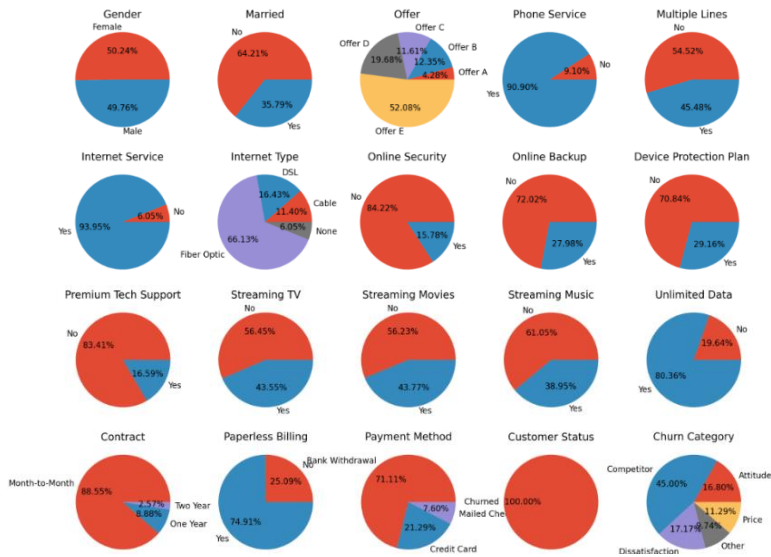 Gender
Female
50.24%
49.76%
Male
Married
No
64.21%
35.79%
Yes
Offer
Offer C
Offer D
11.61%
Offer B
19.68%
12.35%
Offer A
4.28%
52.08%
Offer E
Phone Service
No
9.10%
90.90%
Yes
Multiple Lines
No
54.52%
45.48%
Yes
Internet Service
No
6.05%
Yes
93.95%
Internet Type
DSL
16.43%
Cable
11.40%
6.05%
None
66.13%
Fiber Optic
Online Security
No
84.22%
15.78%
Yes
Online Backup
No
72.02%
27.98%
Yes
Device Protection Plan
No
70.84%
29.16%
Yes
Premium Tech Support
No
83.41%
16.59%
Yes
Streaming TV
No
56.45%
43.55%
Yes
Streaming Movies
No
56.23%
43.77%
Yes
Streaming Music
No
61.05%
38.95%
Yes
Unlimited Data
No
19.64%
80.36%
Yes
Contract
Month-to-Month
88.55%
2.57%
Two Year
8.88%
One Year
Paperless Billing
No
25.09%
74.91%
Yes
Payment Method
Bank Withdrawal
71.11%
7.60%
Mailed Che
21.29%
Credit Card
Customer Status
Churned
100.00%
Churn Category
Competitor
45.00%
Attitude
16.80%
11.29%
Price
9.74%
Other
17.17%
Dissatisfaction